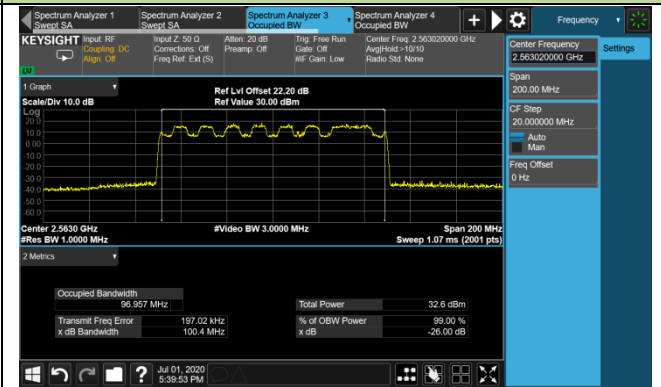 Spectrum Analyzer 1
Swept SA
Spectrum Analyzer 2
Swept SA
Spectrum Analyzer 3
Occupied BW
Spectrum Analyzer 4
Occupied BW
+
Frequency
KEYSIGHT
Input: RF
Coupling: DC
Align: Off
Input Z: 50 Ω
Corrections: Off
Freq Ref: Ext (S)
Atten: 20 dB
Preamp: Off
Trig: Free Run
Gate: Off
#IF Gain: Low
Center Freq: 2.563020000 GHz
Avg|Hold:>10/10
Radio Std: None
LV
Center Frequency
2.563020000 GHz
Settings
Span
200.00 MHz
CF Step
20.000000 MHz
Auto
Man
Freq Offset
0 Hz
1 Graph
Scale/Div 10.0 dB
Ref Lvl Offset 22.20 dB
Ref Value 30.00 dBm
Log
20.0
10.0
0.00
-10.0
-20.0
-30.0
-40.0
-50.0
-60.0
Center 2.5630 GHz
#Res BW 1.0000 MHz
#Video BW 3.0000 MHz
Span 200 MHz
Sweep 1.07 ms (2001 pts)
2 Metrics
Occupied Bandwidth
96.957 MHz
Total Power 32.6 dBm
Transmit Freq Error 197.02 kHz
% of OBW Power 99.00 %
x dB Bandwidth 100.4 MHz
x dB -26.00 dB
?
Jul 01, 2020
5:39:53 PM